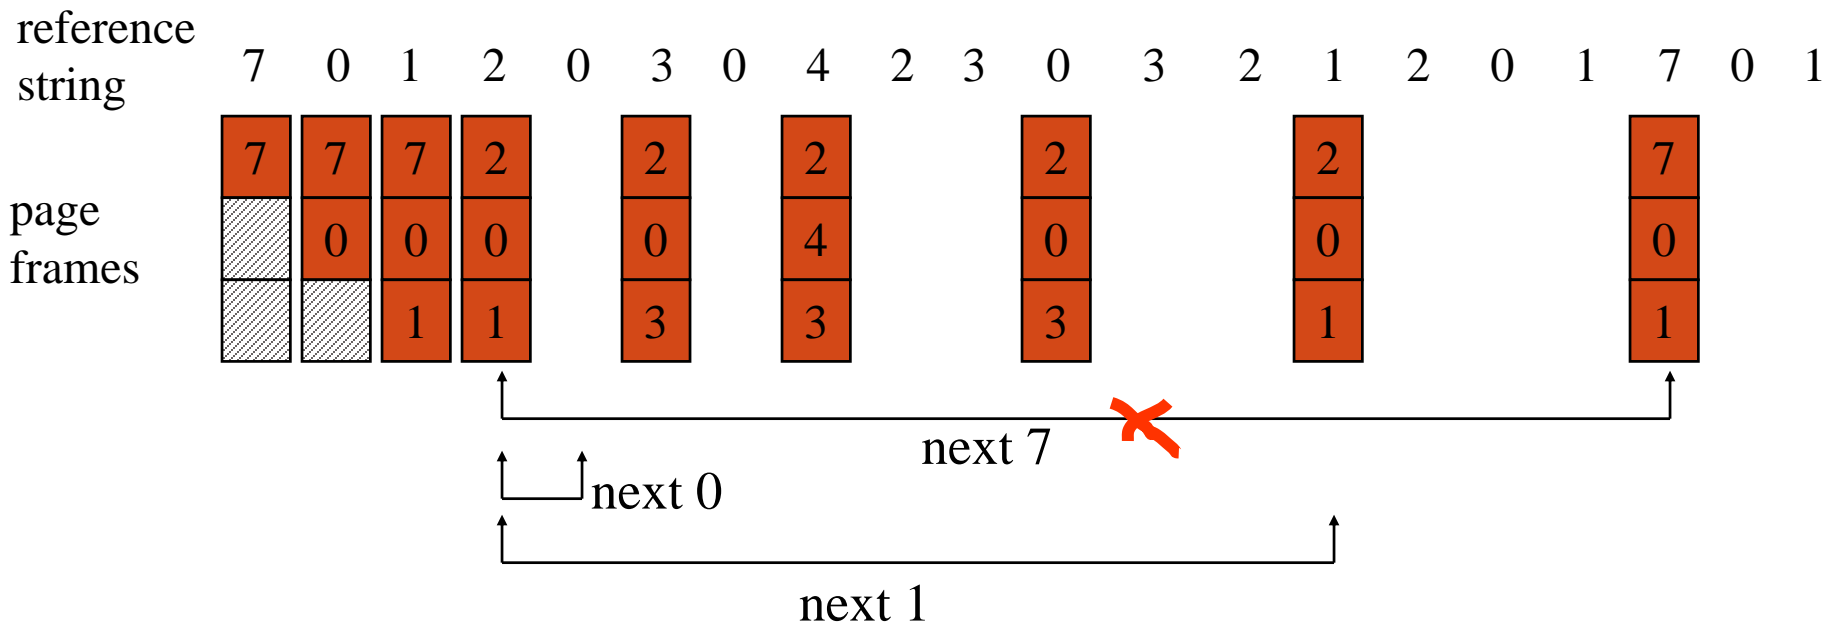 reference
string
7 0 1 2 0 3 0 4 2 3 0 3 2 1 2 0 1 7 0 1
7 7 7 2 2 2 2 2 7
page
frames
0 0 0 0 4 0 0 0
1 1 3 3 3 1 1
next 7
next 0
next 1